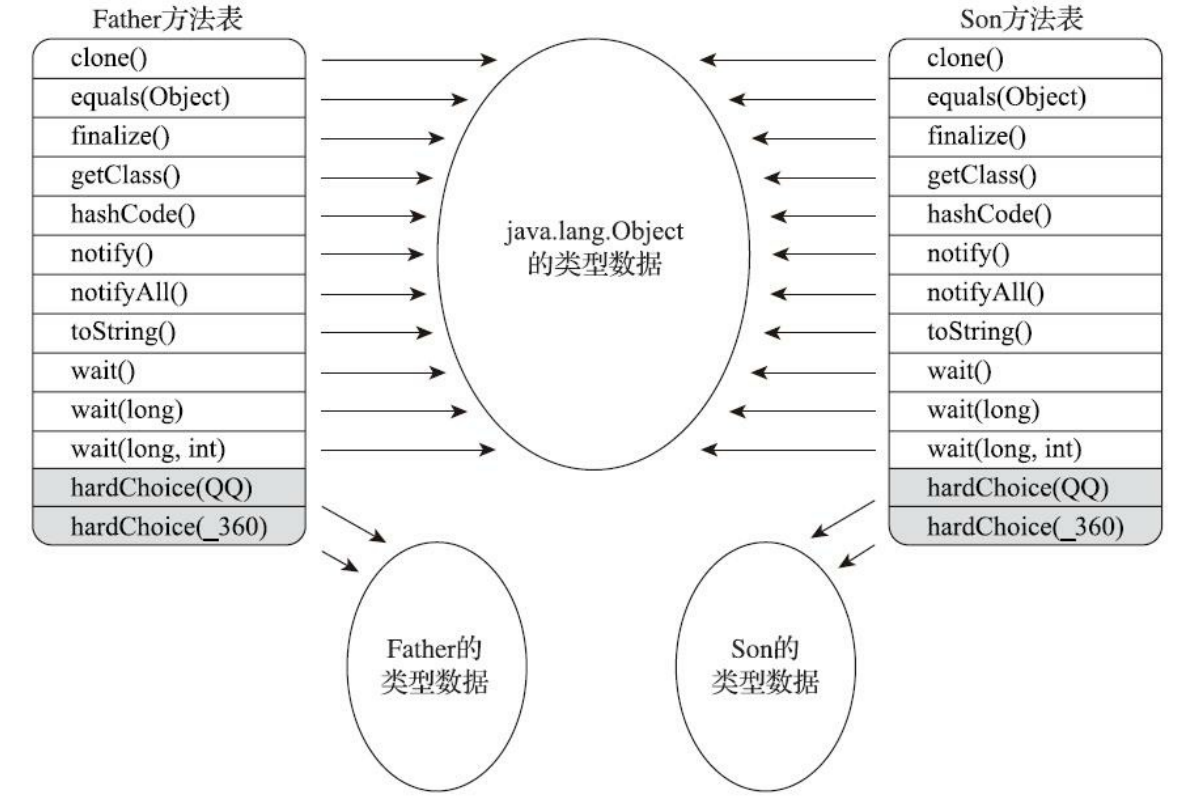 Father方法表
clone()
equals(Object)
finalize()
getClass()
hashCode()
notify()
notifyAll()
toString()
wait()
wait(long)
wait(long, int)
hardChoice(QQ)
hardChoice(_360)
java.lang.Object
的类型数据
Father的
类型数据
Son的
类型数据
Son方法表
clone()
equals(Object)
finalize()
getClass()
hashCode()
notify()
notifyAll()
toString()
wait()
wait(long)
wait(long, int)
hardChoice(QQ)
hardChoice(_360)